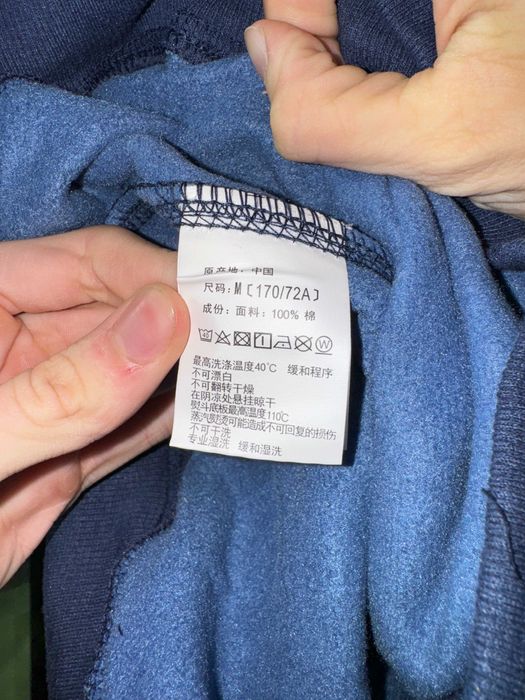 原产地: 中国
尺码: M〔170/72A〕
成份: 面料: 100% 棉
40 W
最高洗涤温度40℃ 缓和程序
不可漂白
不可翻转干燥
在阴凉处悬挂晾干
熨斗底板最高温度110℃
蒸汽熨烫可能造成不可回复的损伤
不可干洗
专业湿洗 缓和湿洗